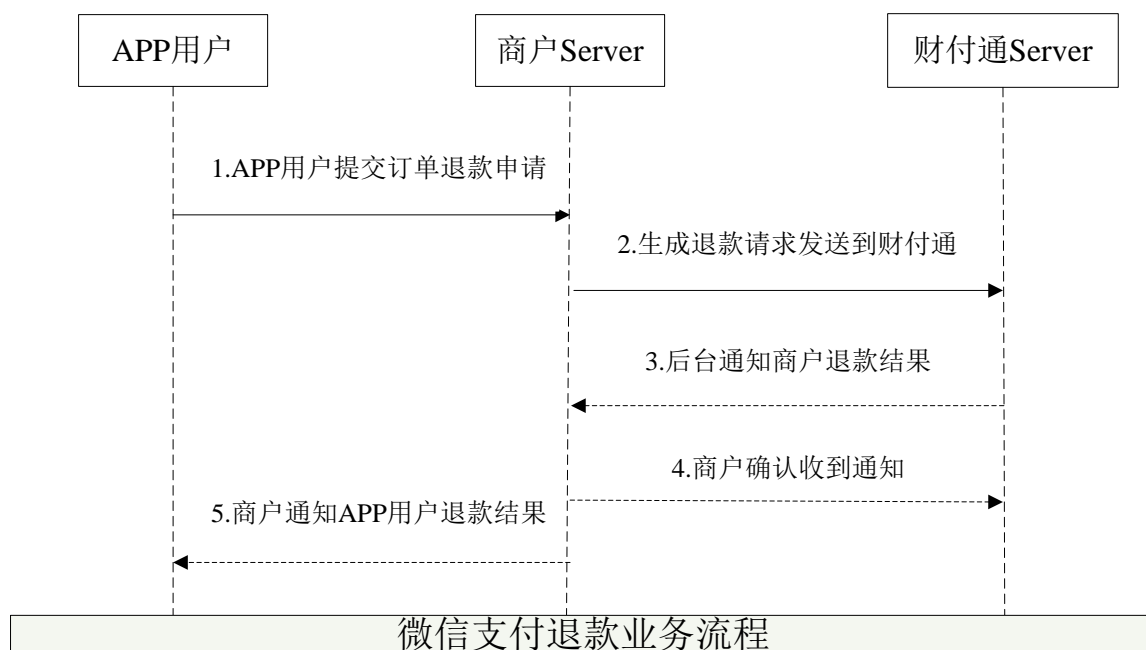 APP用户
商户Server
财付通Server
1.APP用户提交订单退款申请
2.生成退款请求发送到财付通
3.后台通知商户退款结果
4.商户确认收到通知
5.商户通知APP用户退款结果
微信支付退款业务流程